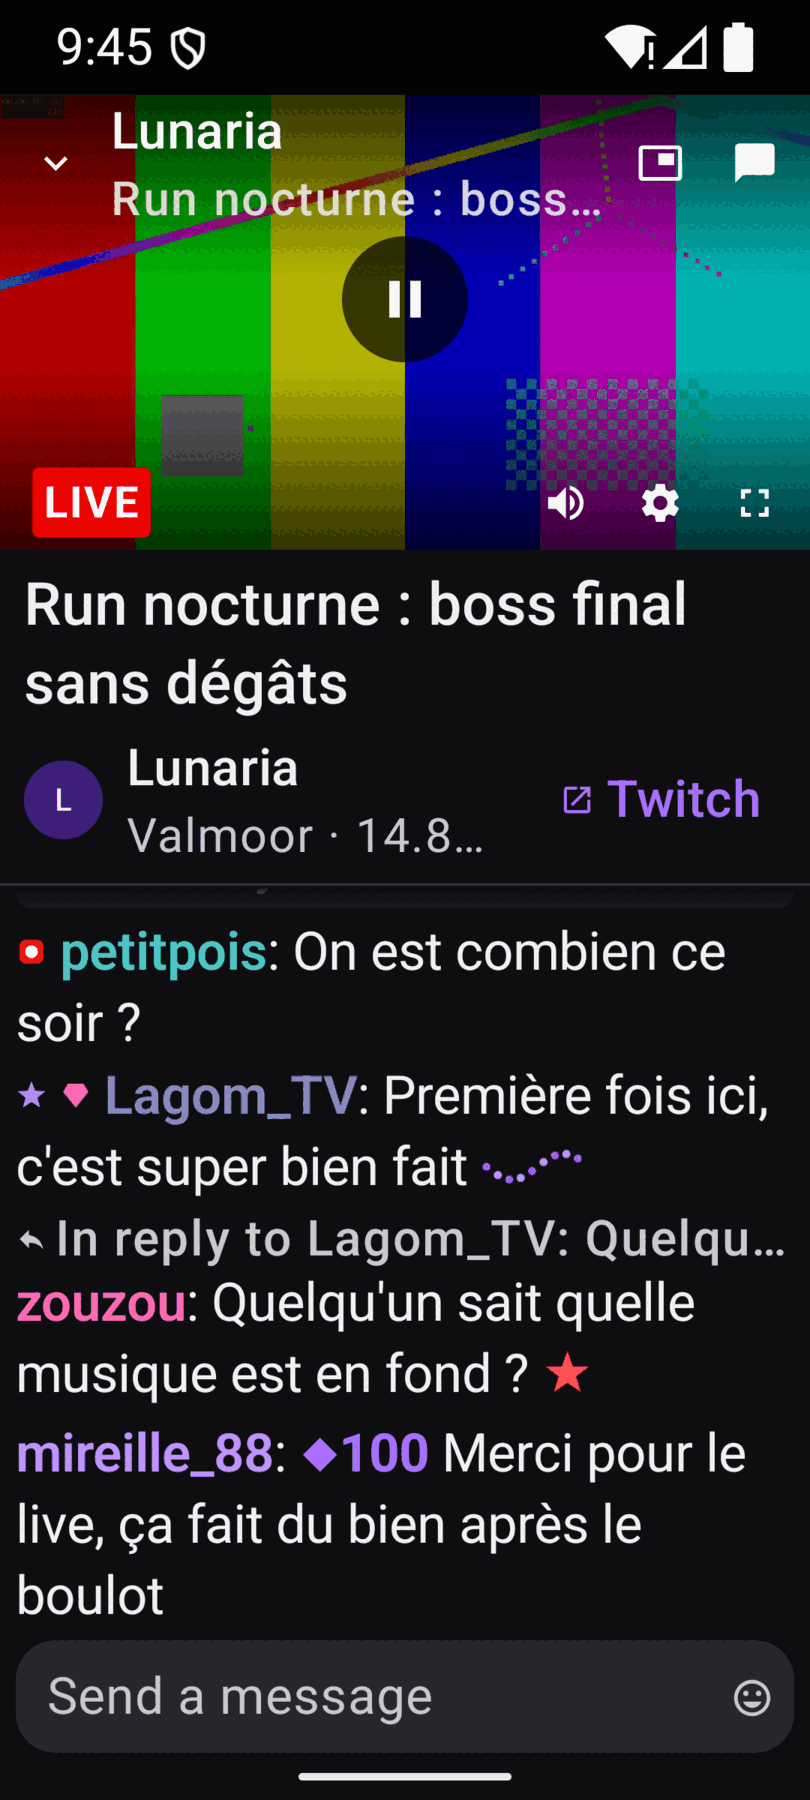 9:45
Lunaria
Run nocturne : boss…
LIVE
Run nocturne : boss final
sans dégâts
L
Lunaria
Valmoor · 14.8…
Twitch
petitpois: On est combien ce
soir ?
Lagom_TV: Première fois ici,
c'est super bien fait
In reply to Lagom_TV: Quelqu…
zouzou: Quelqu'un sait quelle
musique est en fond ?
mireille_88: ◆100 Merci pour le
live, ça fait du bien après le
boulot
Send a message